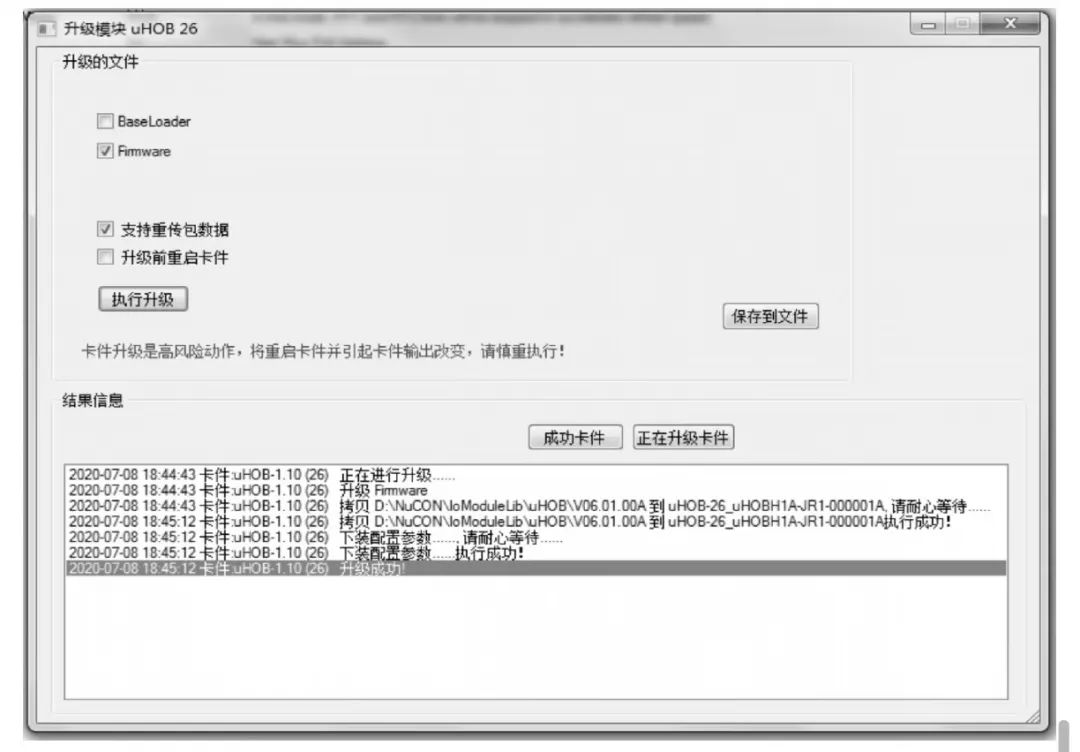 升级模块 uHOB 26
升级的文件
BaseLoader
Firmware
支持重传包数据
升级前重启卡件
执行升级
保存到文件
卡件升级是高风险动作，将重启卡件并引起卡件输出改变，请慎重执行！
结果信息
成功卡件 正在升级卡件
2020-07-08 18:44:43 卡件:uHOB-1.10 (26) 正在进行升级......
2020-07-08 18:44:43 卡件:uHOB-1.10 (26) 升级 Firmware
2020-07-08 18:44:43 卡件:uHOB-1.10 (26) 拷贝 D:\NuCON\IoModuleLib\uHOB\V06.01.00A 到 uHOB-26_uHOBH1A-JR1-000001A, 请耐心等待......
2020-07-08 18:45:12 卡件:uHOB-1.10 (26) 拷贝 D:\NuCON\IoModuleLib\uHOB\V06.01.00A 到 uHOB-26_uHOBH1A-JR1-000001A执行成功!
2020-07-08 18:45:12 卡件:uHOB-1.10 (26) 下装配置参数......, 请耐心等待......
2020-07-08 18:45:12 卡件:uHOB-1.10 (26) 下装配置参数......执行成功!
2020-07-08 18:45:12 卡件:uHOB-1.10 (26) 升级成功!